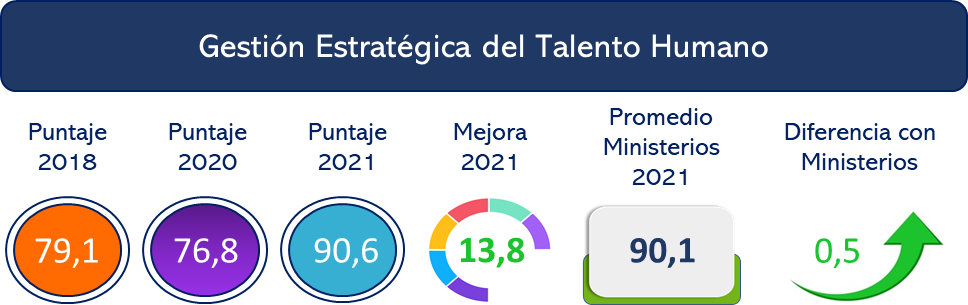 Gestión Estratégica del Talento Humano
Puntaje
2018
Puntaje
2020
Puntaje
2021
Mejora
2021
Promedio
Ministerios
2021
Diferencia con
Ministerios
79,1
76,8
90,6
13,8
90,1
0,5